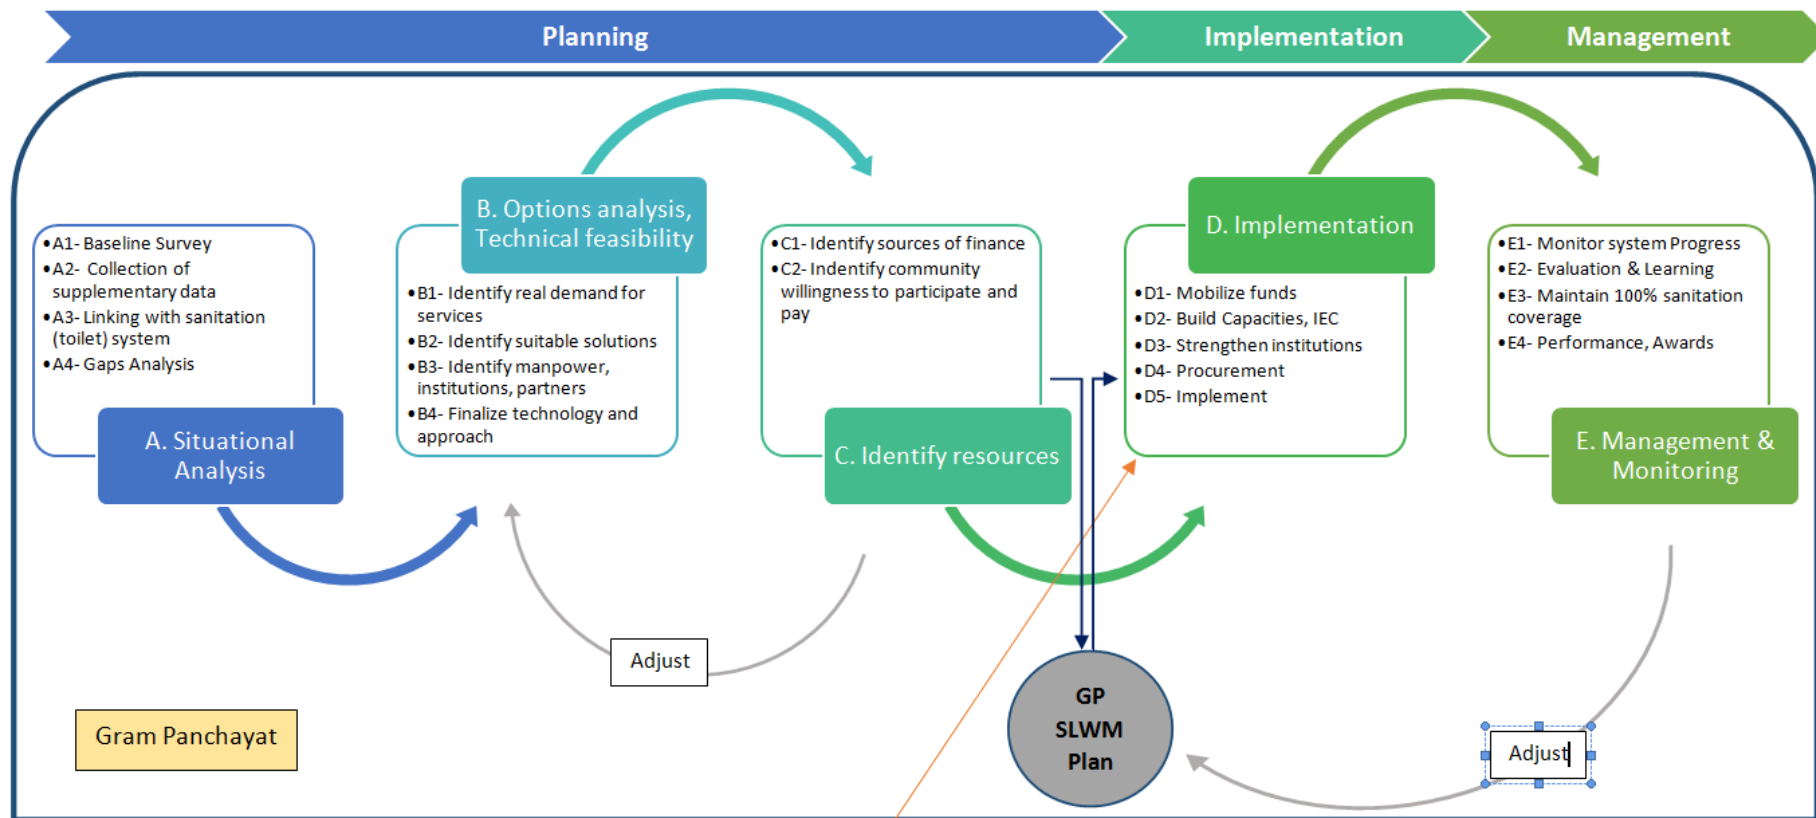 Planning
Implementation
Management
•A1- Baseline Survey
•A2- Collection of
supplementary data
•A3- Linking with sanitation
(toilet) system
•A4- Gaps Analysis
A. Situational
Analysis
B. Options analysis,
Technical feasibility
•B1- Identify real demand for
services
•B2- Identify suitable solutions
•B3- Identify manpower,
institutions, partners
•B4- Finalize technology and
approach
•C1- Identify sources of finance
•C2- Indentify community
willingness to participate and
pay
C. Identify resources
D. Implementation
•D1- Mobilize funds
•D2- Build Capacities, IEC
•D3- Strengthen institutions
•D4- Procurement
•D5- Implement
•E1- Monitor system Progress
•E2- Evaluation & Learning
•E3- Maintain 100% sanitation
coverage
•E4- Performance, Awards
E. Management &
Monitoring
Adjust
GP
SLWM
Plan
Adjust
Gram Panchayat